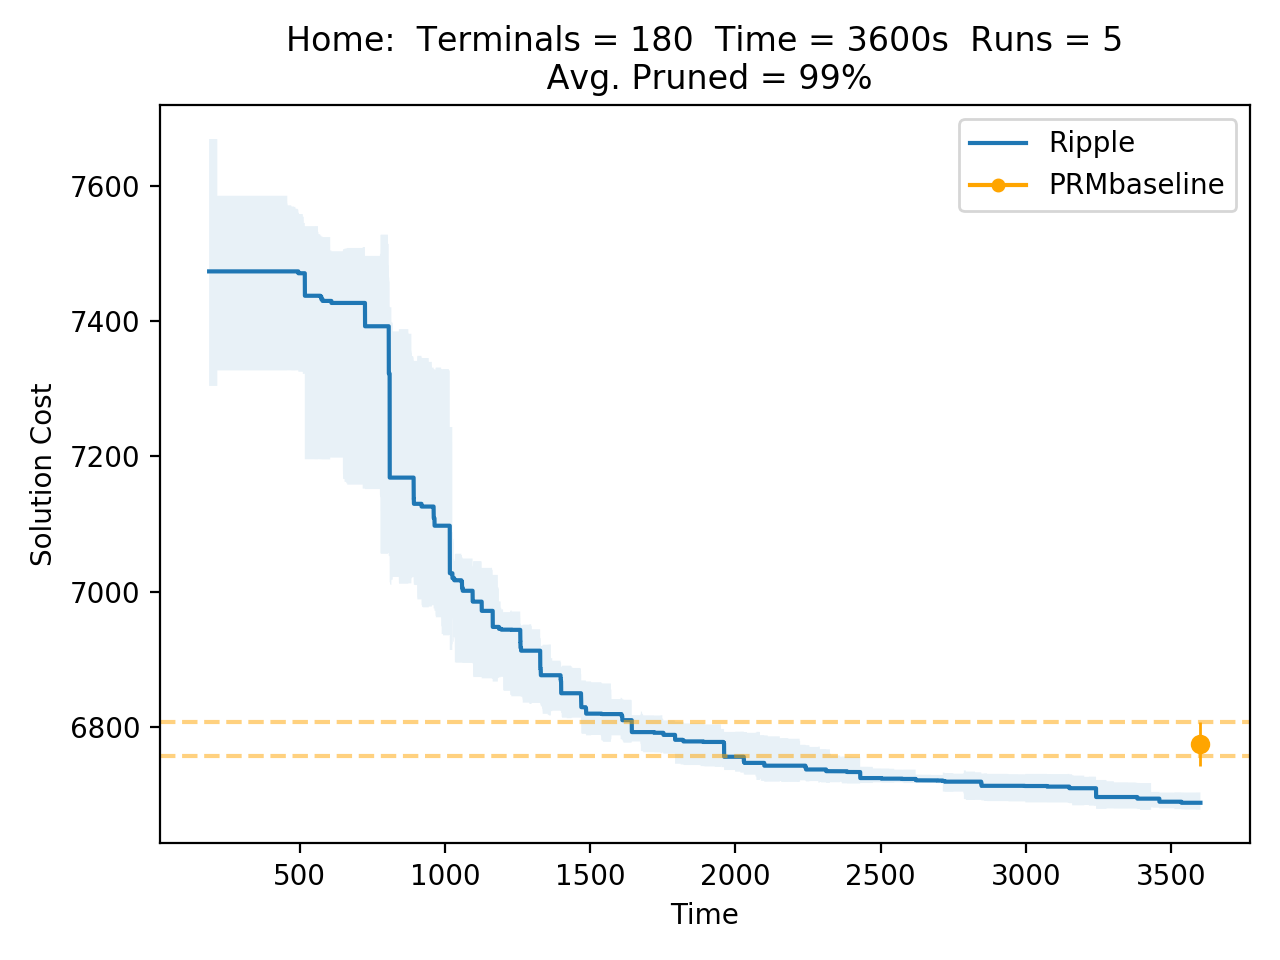 Home:  Terminals = 180  Time = 3600s  Runs = 5
Avg. Pruned = 99%
Ripple
PRMbaseline
7600
7400
7200
7000
6800
Solution Cost
500
1000
1500
2000
2500
3000
3500
Time